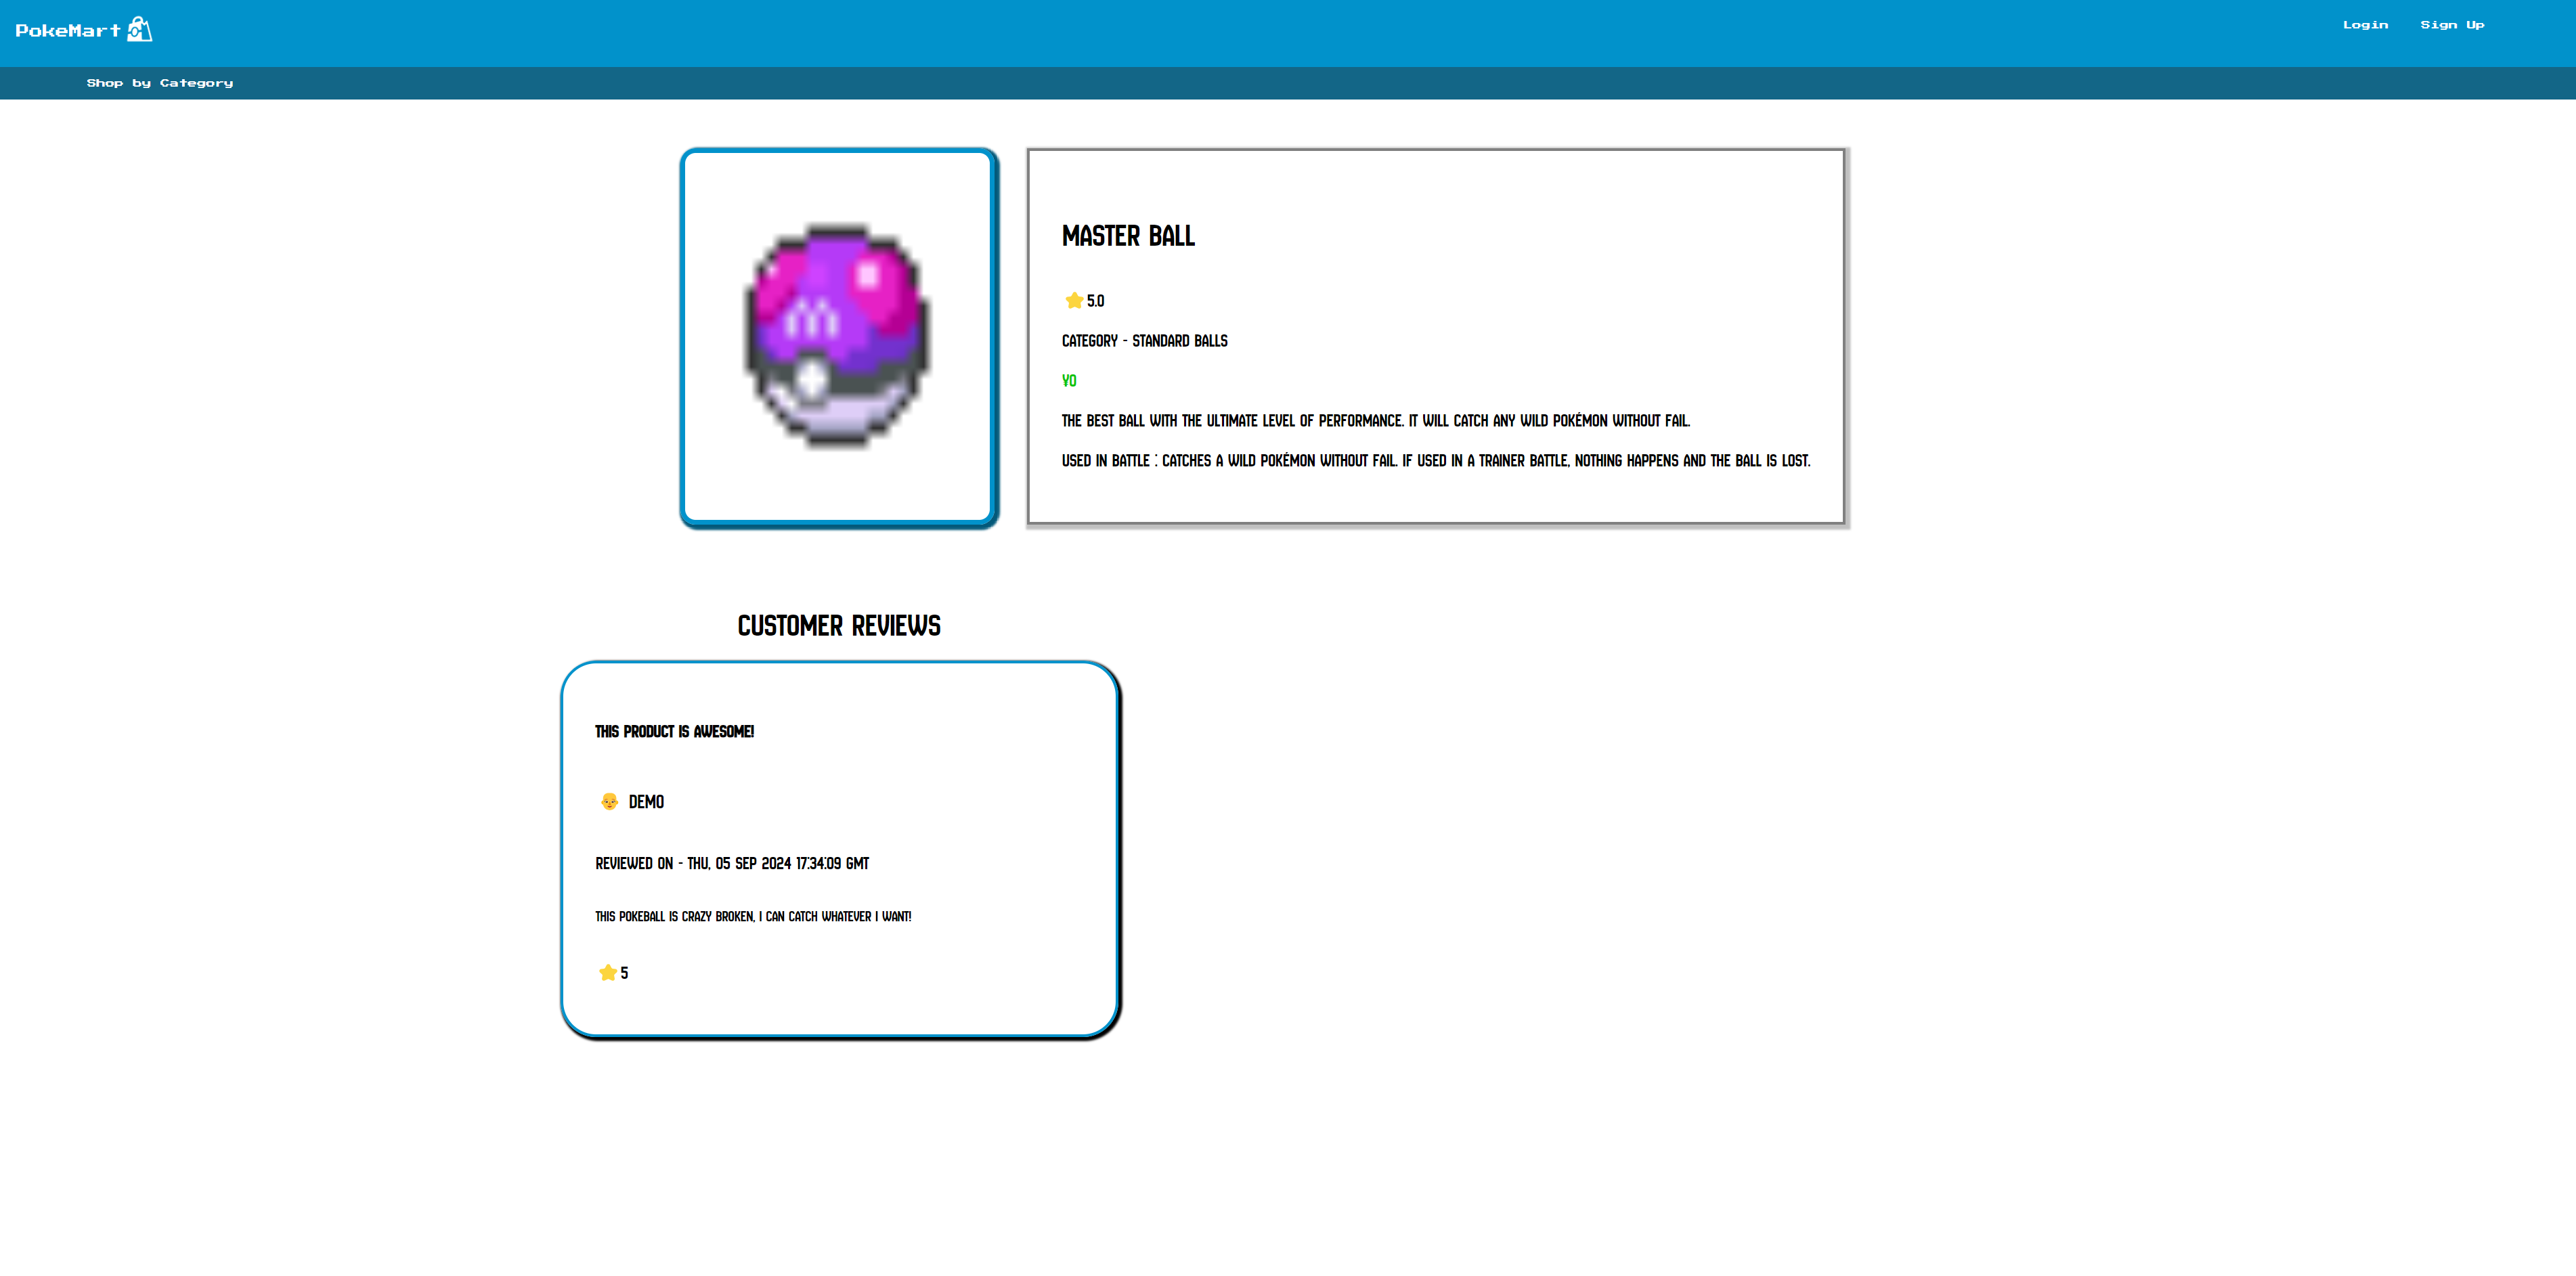 PokeMart
Login Sign Up
Shop by Category
MASTER BALL
5.0
CATEGORY - STANDARD BALLS
¥0
THE BEST BALL WITH THE ULTIMATE LEVEL OF PERFORMANCE. IT WILL CATCH ANY WILD POKÉMON WITHOUT FAIL.
USED IN BATTLE : CATCHES A WILD POKÉMON WITHOUT FAIL. IF USED IN A TRAINER BATTLE, NOTHING HAPPENS AND THE BALL IS LOST.
CUSTOMER REVIEWS
THIS PRODUCT IS AWESOME!
DEMO
REVIEWED ON - THU, 05 SEP 2024 17:34:09 GMT
THIS POKEBALL IS CRAZY BROKEN, I CAN CATCH WHATEVER I WANT!
5